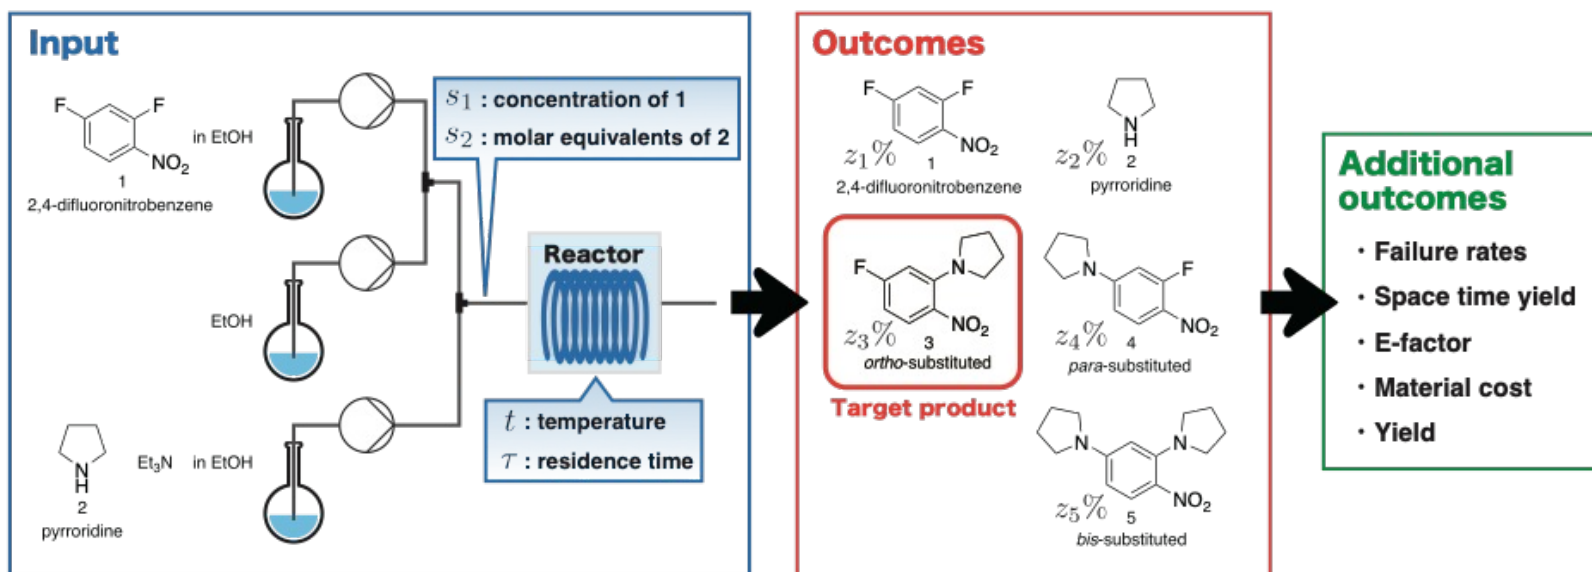 Input
F
F
NO2
in EtOH
1
2,4-difluoronitrobenzene
EtOH
N
H
2
pyrroridine
Et3N
in EtOH
s1 : concentration of 1
s2 : molar equivalents of 2
Reactor
t : temperature
τ : residence time
Outcomes
F
F
NO2
z1%
1
2,4-difluoronitrobenzene
N
H
z2%
2
pyrroridine
F
N
NO2
z3%
3
ortho-substituted
Target product
N
F
NO2
z4%
4
para-substituted
N
N
NO2
z5%
5
bis-substituted
Additional
outcomes
・Failure rates
・Space time yield
・E-factor
・Material cost
・Yield